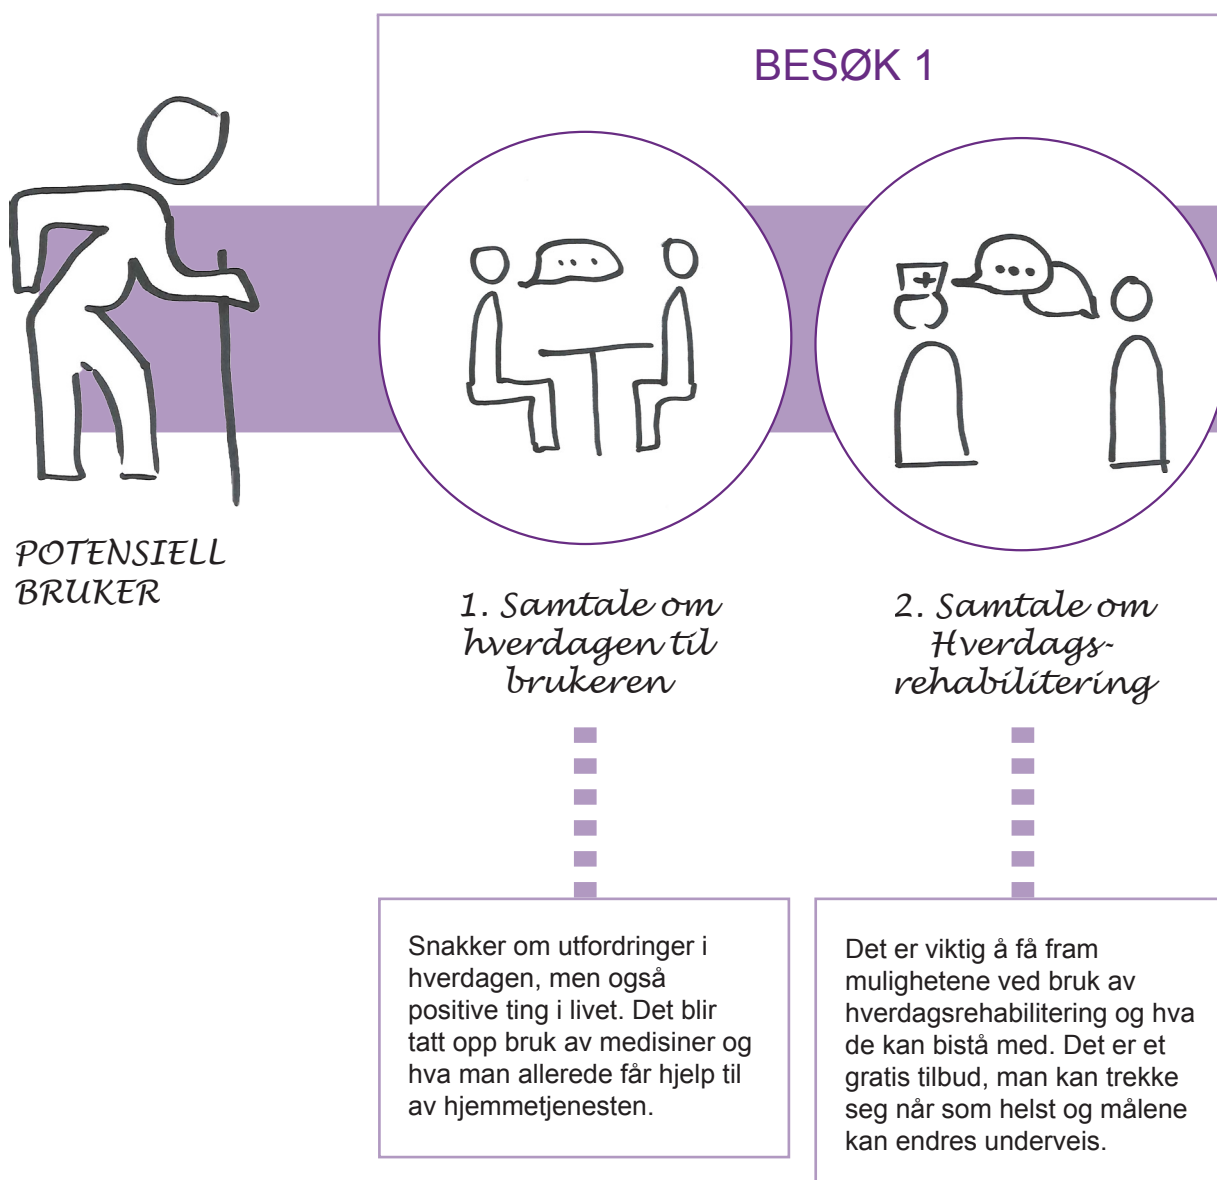 BESØK 1
POTENSIELL
BRUKER
1. Samtale om
hverdagen til
brukeren
2. Samtale om
Hverdags-
rehabilitering
Snakker om utfordringer i
hverdagen, men også
positive ting i livet. Det blir
tatt opp bruk av medisiner og
hva man allerede får hjelp til
av hjemmetjenesten.
Det er viktig å få fram
mulighetene ved bruk av
hverdagsrehabilitering og hva
de kan bistå med. Det er et
gratis tilbud, man kan trekke
seg når som helst og målene
kan endres underveis.